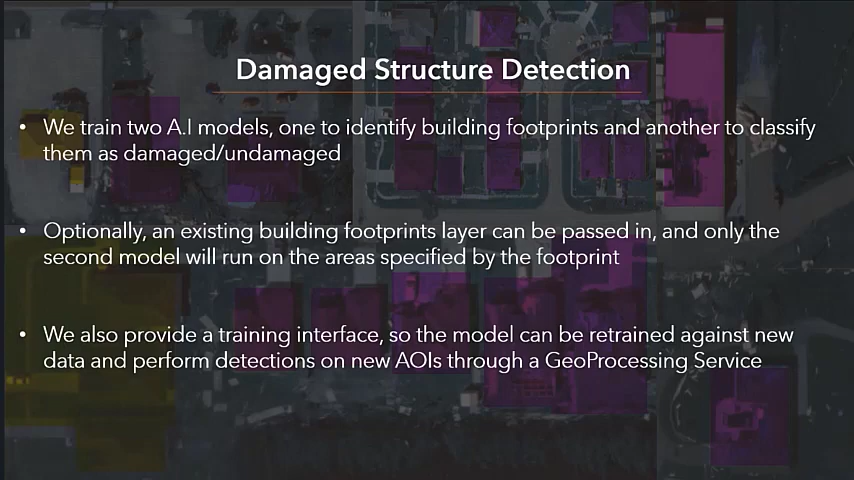 Damaged Structure Detection
• We train two A.I models, one to identify building footprints and another to classify
them as damaged/undamaged
• Optionally, an existing building footprints layer can be passed in, and only the
second model will run on the areas specified by the footprint
• We also provide a training interface, so the model can be retrained against new
data and perform detections on new AOIs through a GeoProcessing Service